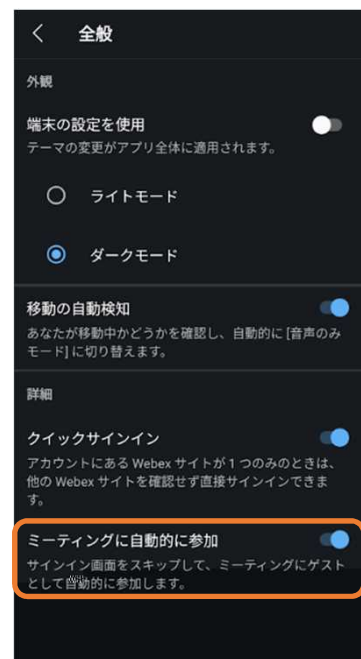 全般
外観
端末の設定を使用
テーマの変更がアプリ全体に適用されます。
ライトモード
ダークモード
移動の自動検知
あなたが移動中かどうかを確認し、自動的に [音声のみ
モード] に切り替えます。
詳細
クイックサインイン
アカウントにある Webex サイトが 1 つのみのときは、
他の Webex サイトを確認せず直接サインインできま
す。
ミーティングに自動的に参加
サインイン画面をスキップして、ミーティングにゲスト
として自動的に参加します。